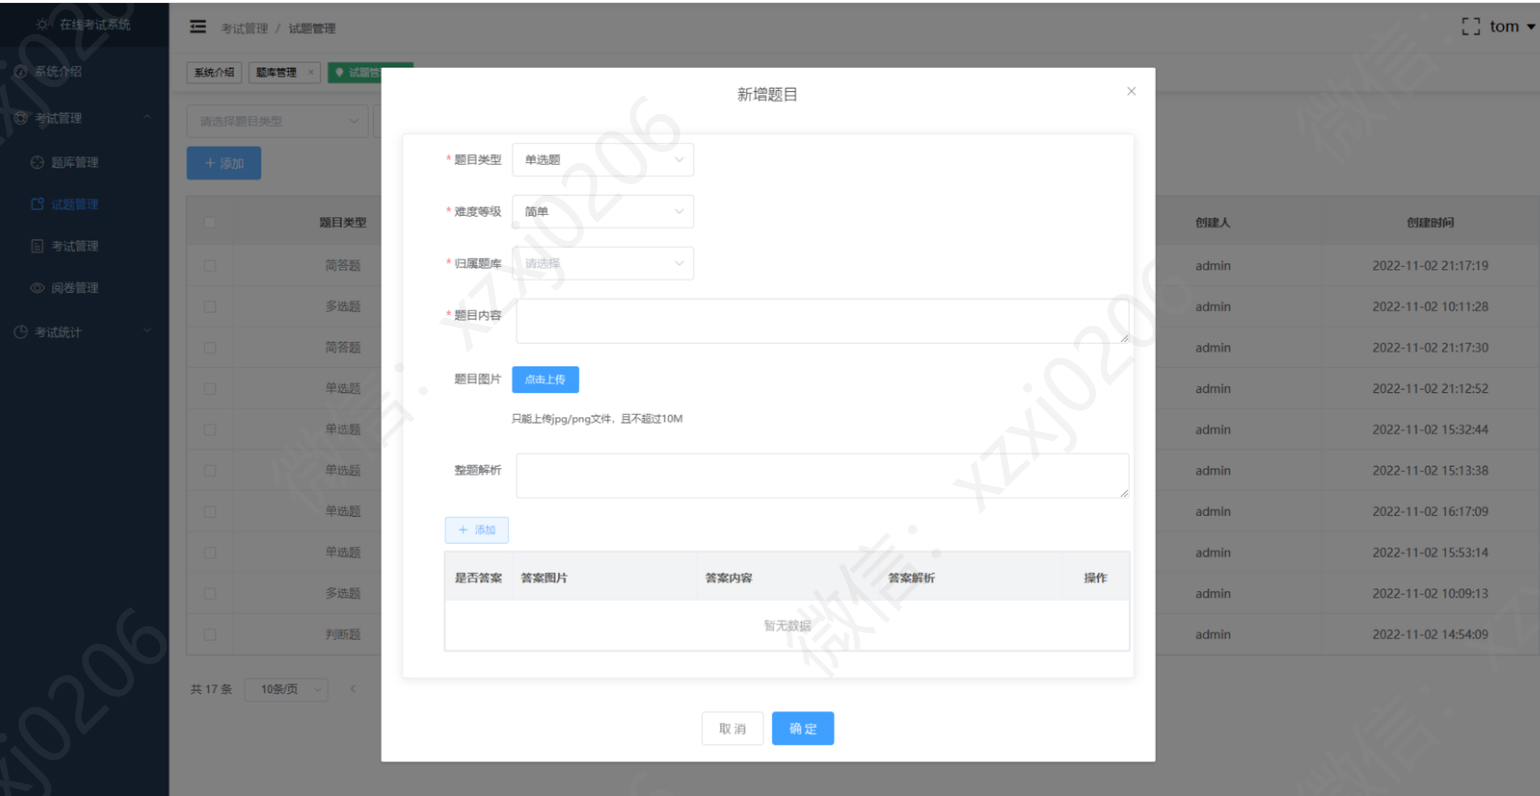 在线考试系统
考试管理 / 试题管理
tom
系统介绍
系统介绍
题库管理 ×
试题管
考试管理
请选择题目类型
题库管理
+ 添加
试题管理
考试管理
阅卷管理
考试统计
题目类型
创建人
创建时间
简答题
admin
2022-11-02 21:17:19
多选题
admin
2022-11-02 10:11:28
简答题
admin
2022-11-02 21:17:30
单选题
admin
2022-11-02 21:12:52
单选题
admin
2022-11-02 15:32:44
单选题
admin
2022-11-02 15:13:38
单选题
admin
2022-11-02 16:17:09
单选题
admin
2022-11-02 15:53:14
多选题
admin
2022-11-02 10:09:13
判断题
admin
2022-11-02 14:54:09
共 17 条
10条/页
新增题目
* 题目类型 单选题
* 难度等级 简单
* 归属题库 请选择
* 题目内容
题目图片 点击上传
只能上传jpg/png文件，且不超过10M
整题解析
+ 添加
是否答案 答案图片 答案内容 答案解析 操作
暂无数据
取 消 确 定
微信：xzxj0206